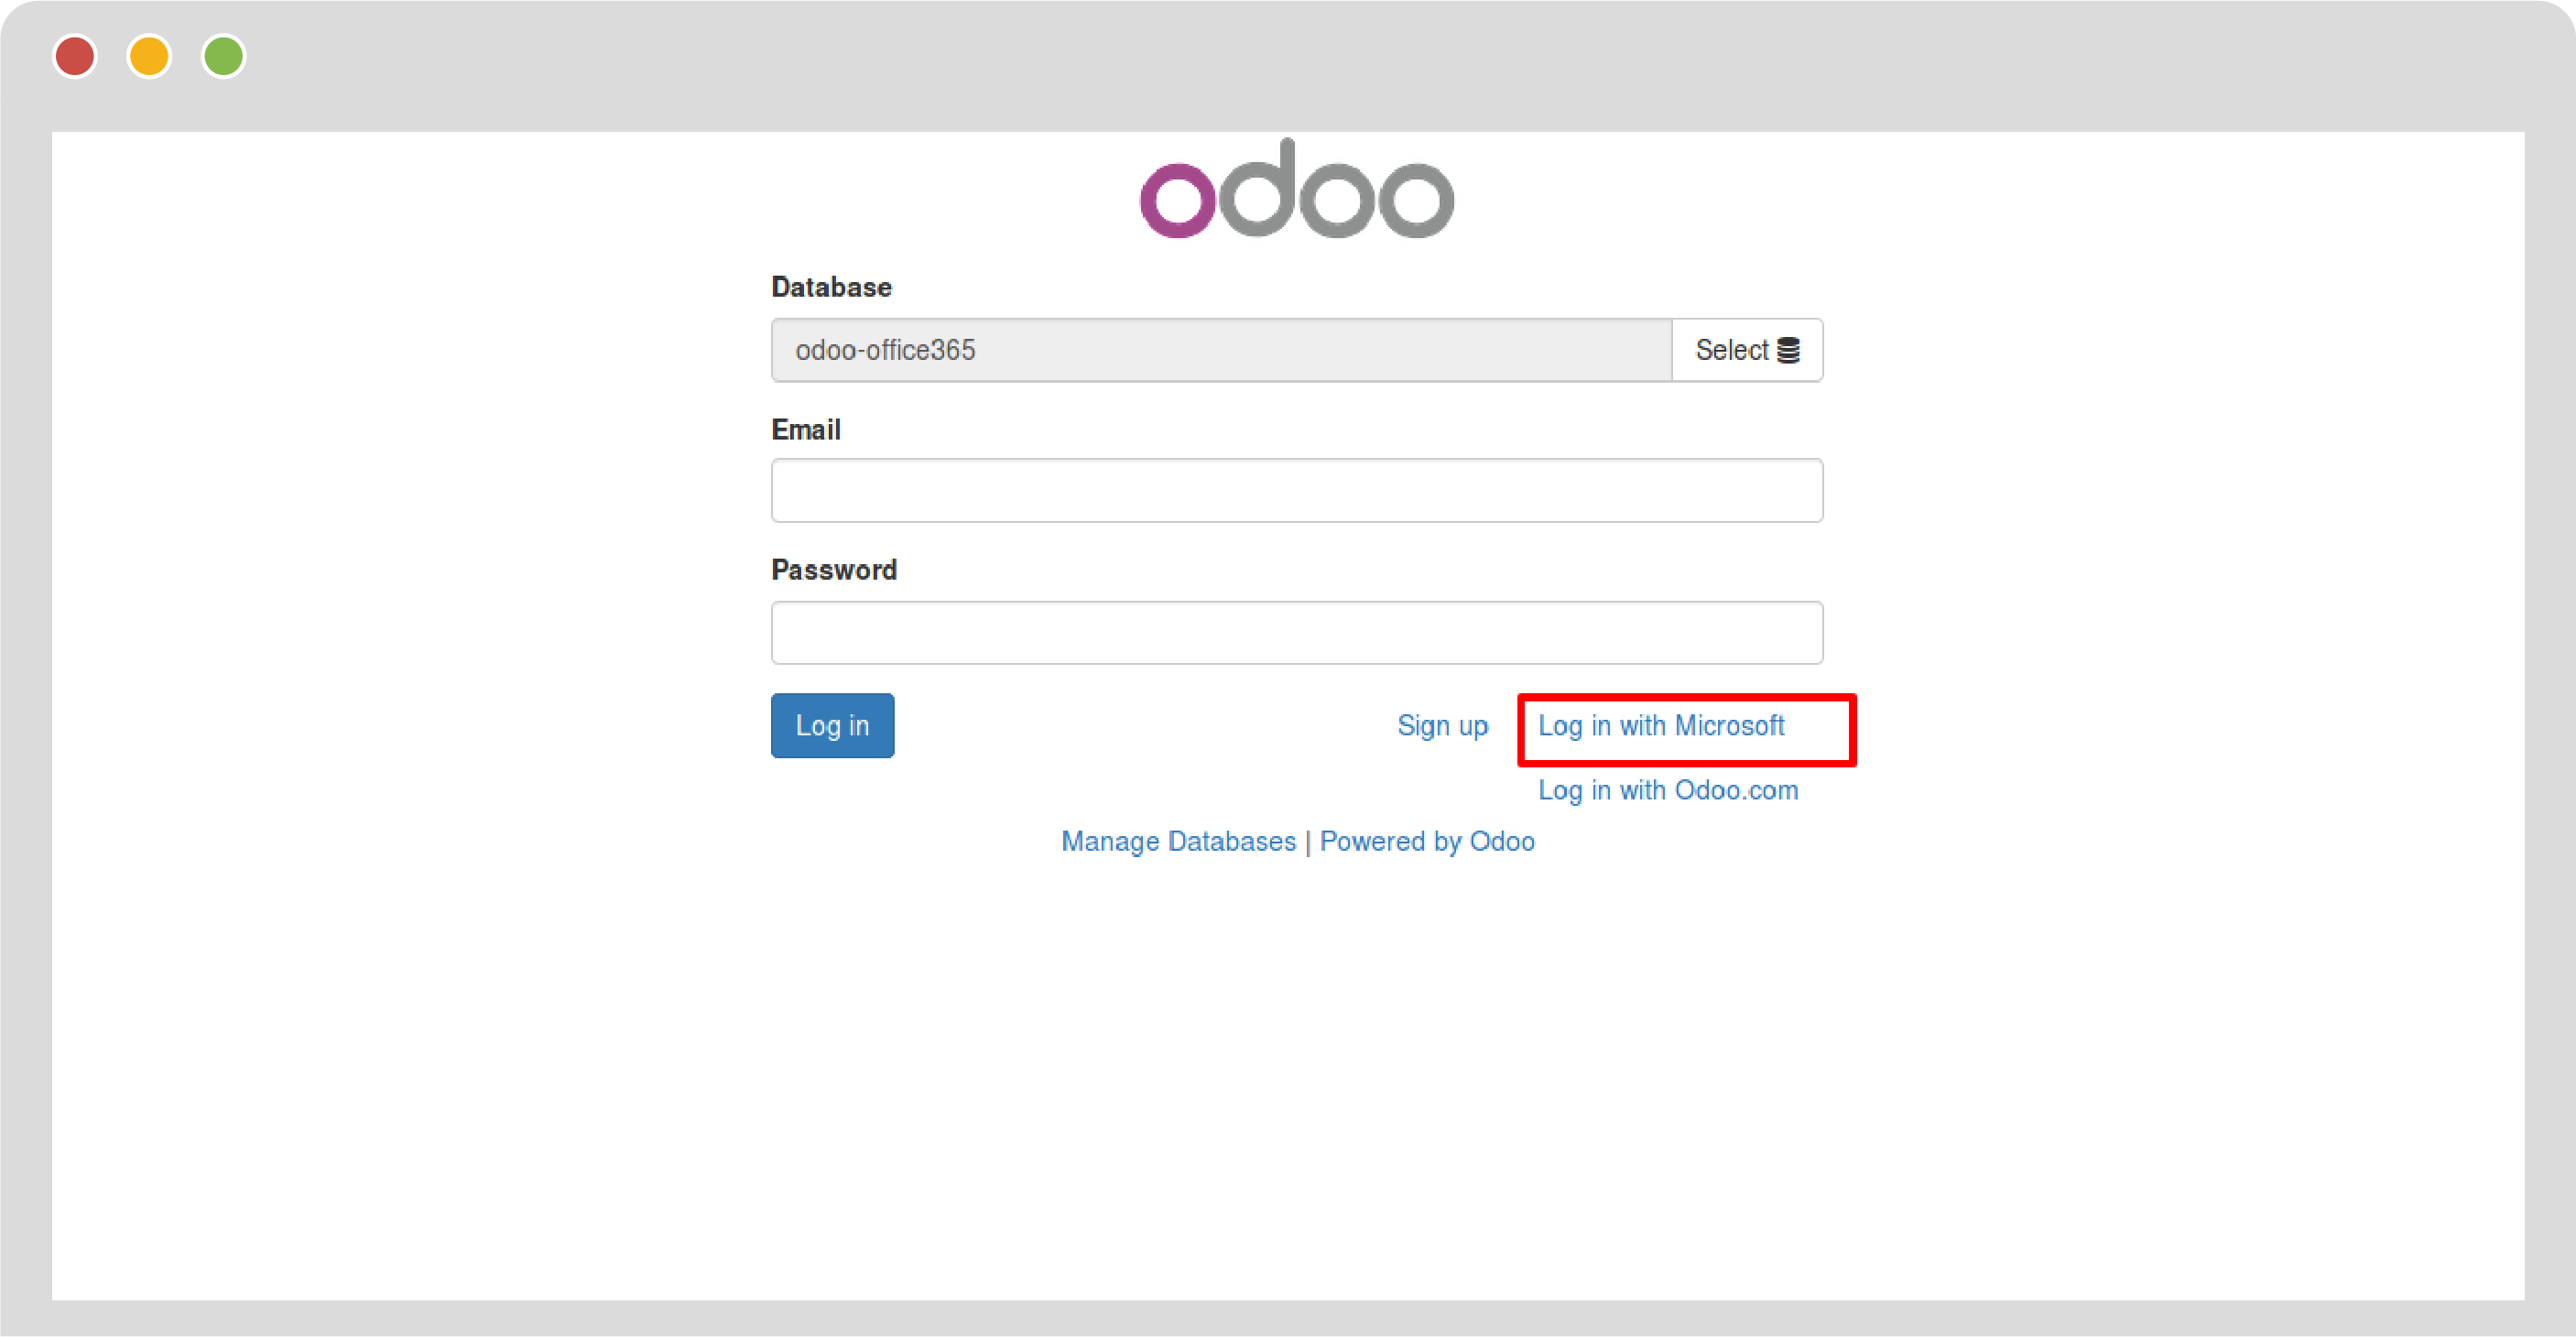 odoo
Database
odoo-office365 Select
Email
Password
Log in Sign up Log in with Microsoft
Log in with Odoo.com
Manage Databases | Powered by Odoo